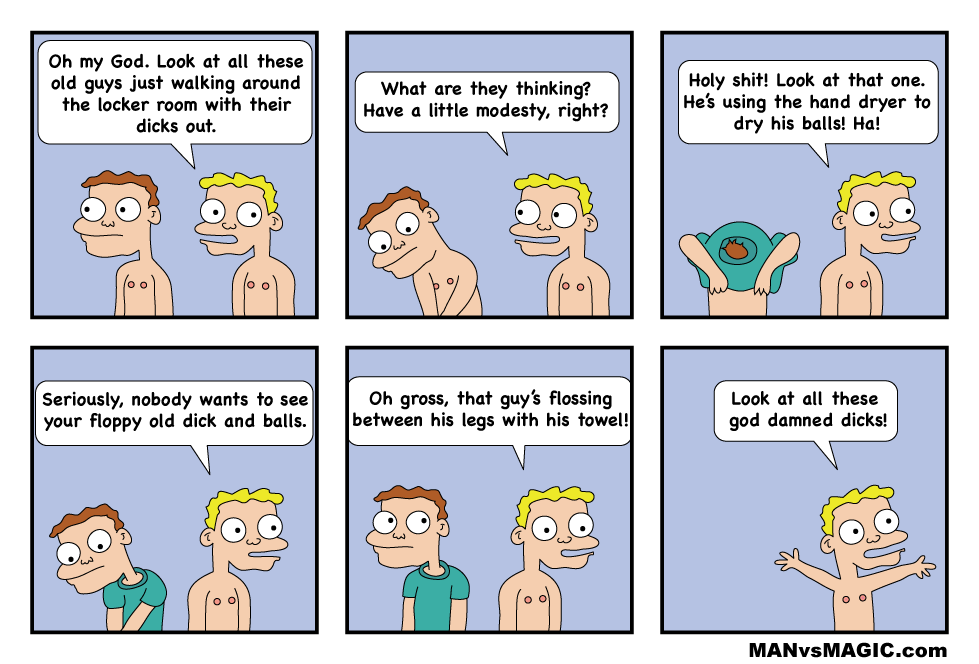 Oh my God. Look at all these
old guys just walking around
the locker room with their
dicks out.
What are they thinking?
Have a little modesty, right?
Holy shit! Look at that one.
He's using the hand dryer to
dry his balls! Ha!
Seriously, nobody wants to see
your floppy old dick and balls.
Oh gross, that guy's flossing
between his legs with his towel!
Look at all these
god damned dicks!
MANvsMAGIC.com